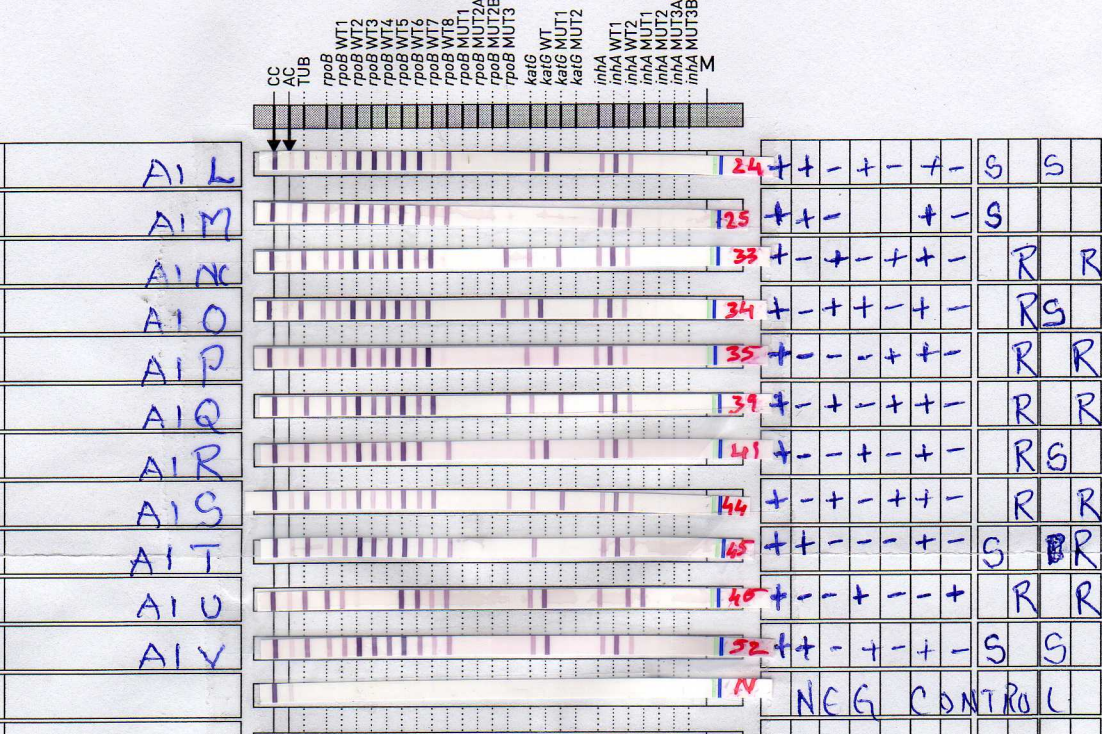 CC AC TUB rpoB rpoB WT1 rpoB WT2 rpoB WT3 rpoB WT4 rpoB WT5 rpoB WT6 rpoB WT7 rpoB WT8 rpoB MUT1 rpoB MUT2A rpoB MUT2B rpoB MUT3 katG katG WT katG MUT1 katG MUT2 inhA inhA WT1 inhA WT2 inhA MUT1 inhA MUT2 inhA MUT3A inhA MUT3B M
A1 L 24 + + - + - + - S S
A1 M 25 + + - + - S
A1 N 33 + - + - + + - R R
A1 O 34 + - + + - + - R S
A1 P 35 + - - - + + - R R
A1 Q 39 + - + - + + - R R
A1 R 41 + - - + - + - R S
A1 S 44 + - + - + + - R R
A1 T 45 + + - - - + - S R
A1 U 46 + - - + - - + R R
A1 V 52 + + - + - + - S S
N NEG CONTROL